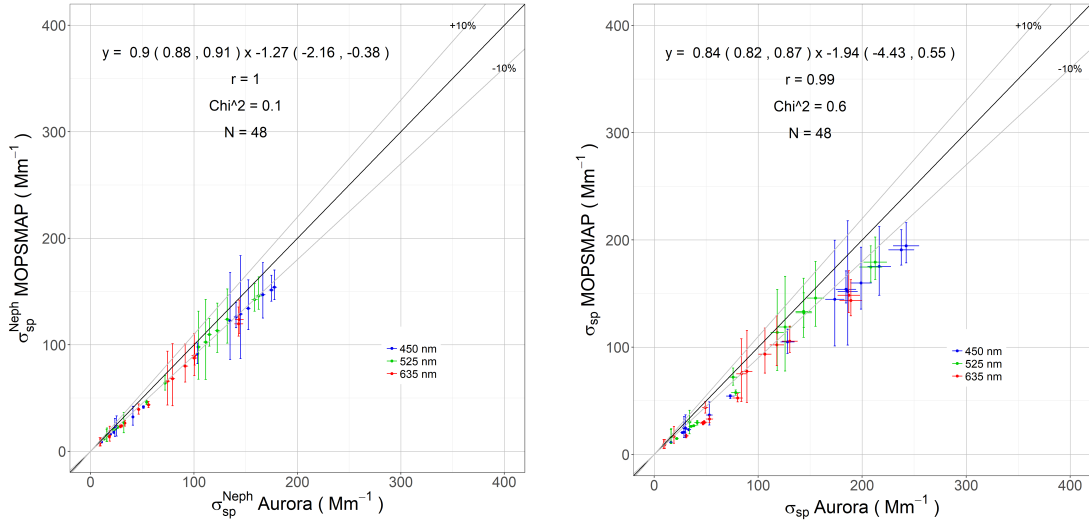 400
300
200
100
0
0
100
200
300
400
+10%
-10%
y = 0.9 ( 0.88 , 0.91 ) x -1.27 ( -2.16 , -0.38 )
r = 1
Chi^2 = 0.1
N = 48
450 nm
525 nm
635 nm
σsp^Neph MOPSMAP ( Mm⁻¹ )
σsp^Neph Aurora ( Mm⁻¹ )
400
300
200
100
0
0
100
200
300
400
+10%
-10%
y = 0.84 ( 0.82 , 0.87 ) x -1.94 ( -4.43 , 0.55 )
r = 0.99
Chi^2 = 0.6
N = 48
450 nm
525 nm
635 nm
σsp MOPSMAP ( Mm⁻¹ )
σsp Aurora ( Mm⁻¹ )